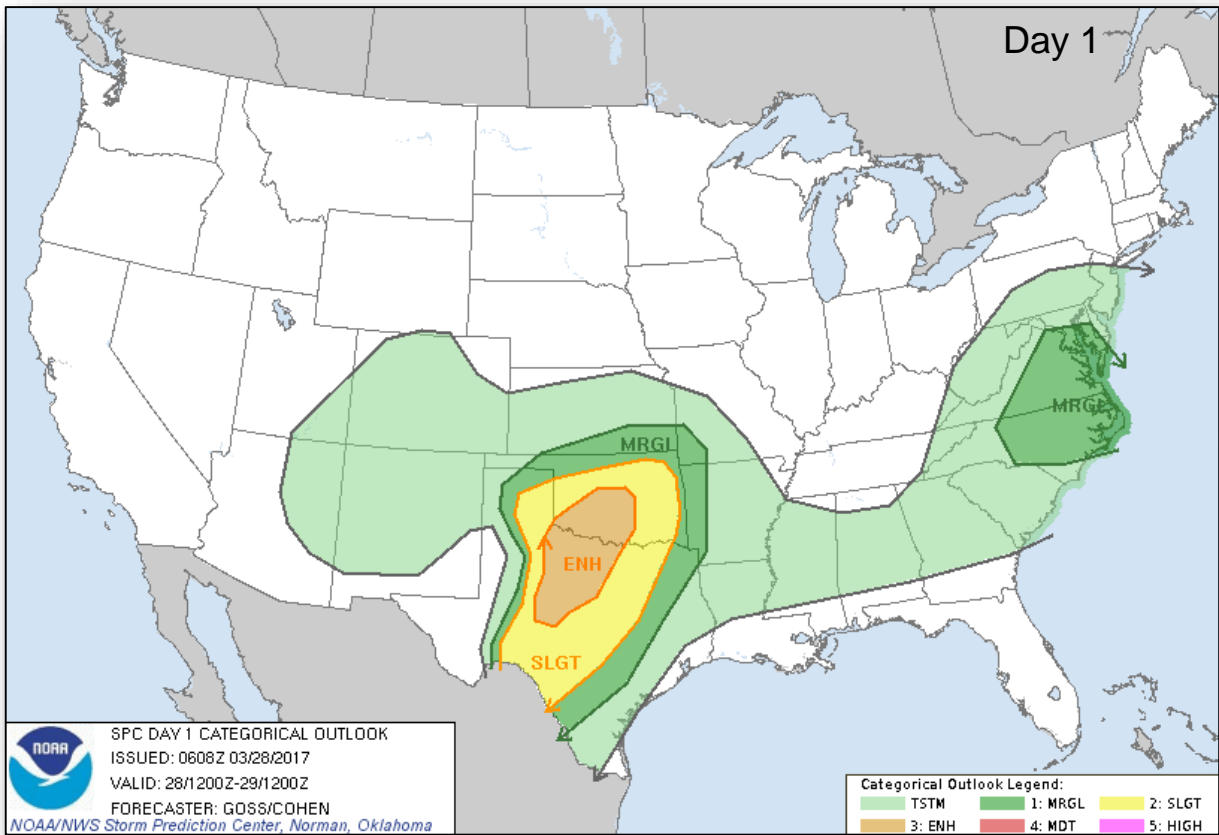 Day 1
MRGL
MRGL
ENH
SLGT
NOAA
SPC DAY 1 CATEGORICAL OUTLOOK
ISSUED: 0608Z 03/28/2017
VALID: 28/1200Z-29/1200Z
FORECASTER: GOSS/COHEN
NOAA/NWS Storm Prediction Center, Norman, Oklahoma
Categorical Outlook Legend:
TSTM 1: MRGL 2: SLGT
3: ENH 4: MDT 5: HIGH